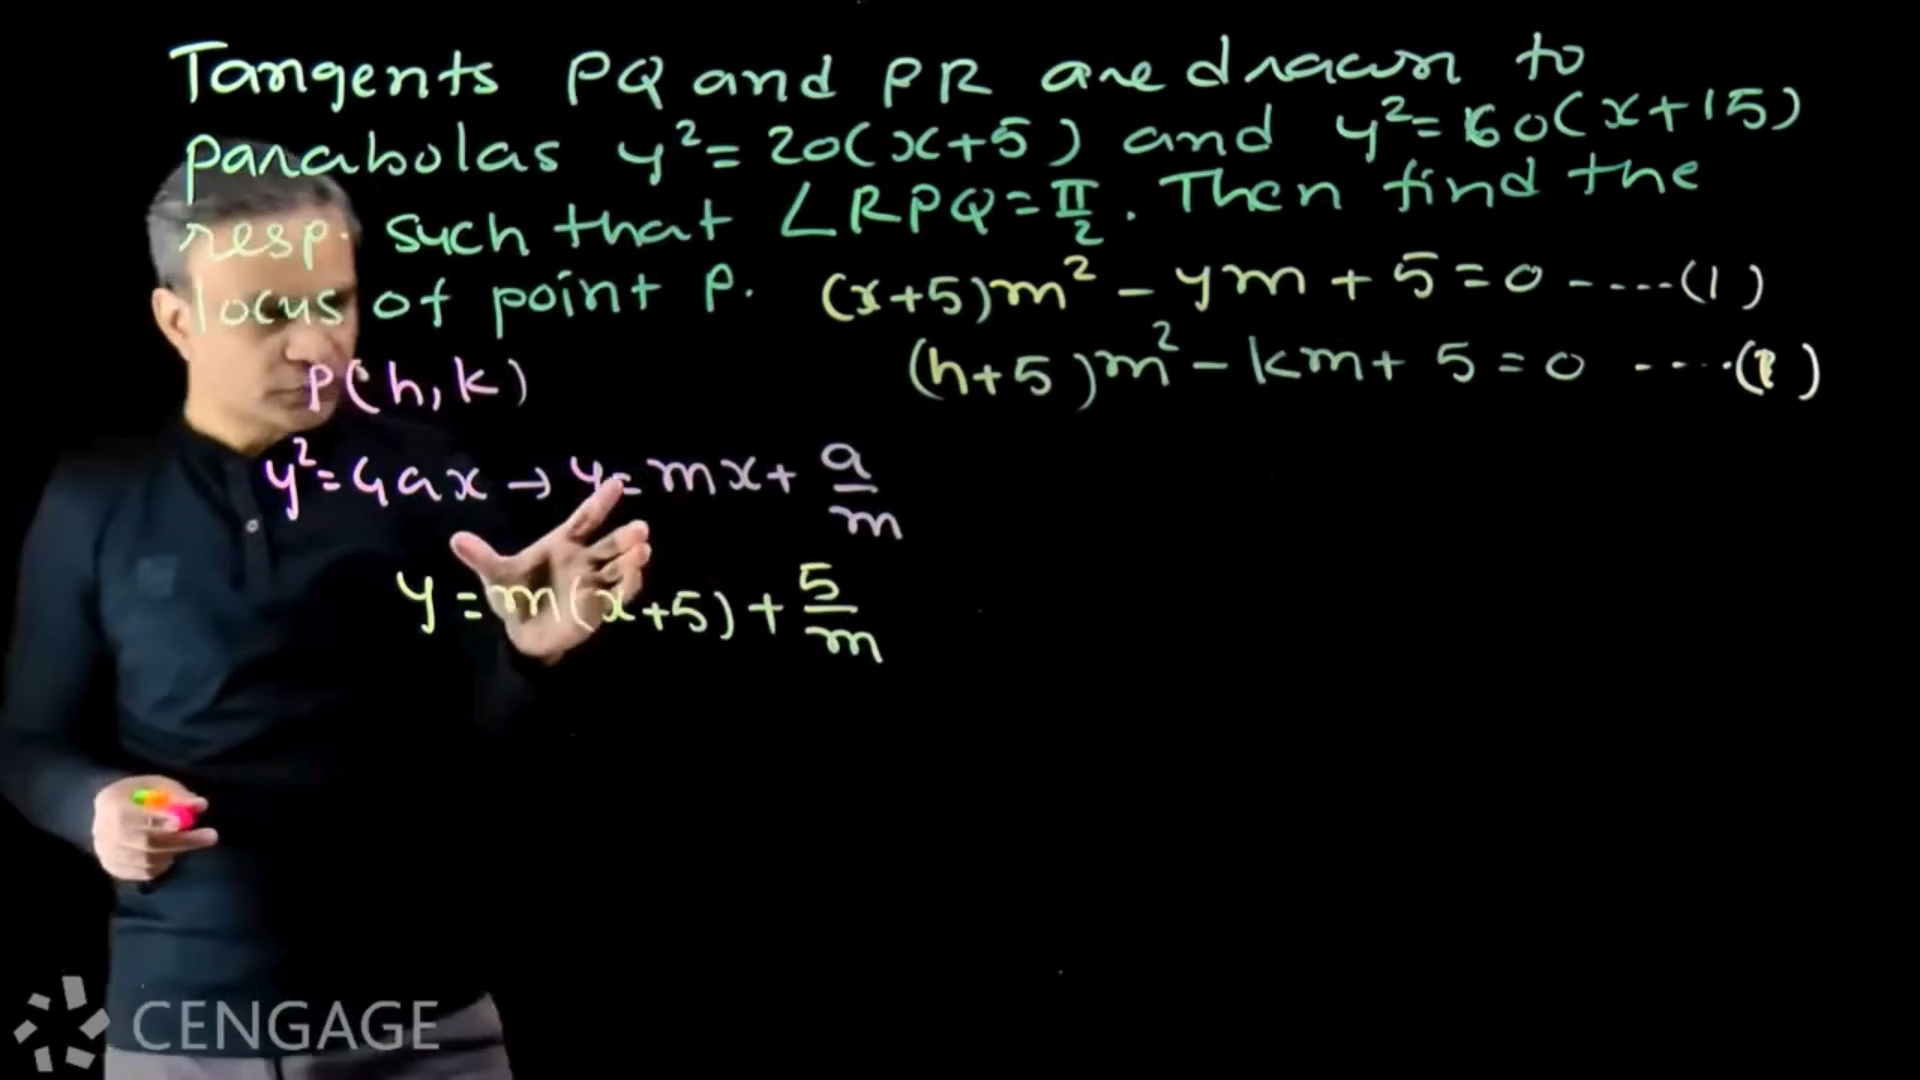 Tangents PQ and PR are drawn to
parabolas y² = 20(x+5) and y² = 60(x+15)
resp. such that ∠RPQ = π/2. Then find the
locus of point P. (x+5)m² - ym + 5 = 0 -----(1)
P(h,k) (h+5)m² - km + 5 = 0 ----(1)
y² = 4ax → y = mx + a/m
y = m(x+5) + 5/m
CENGAGE